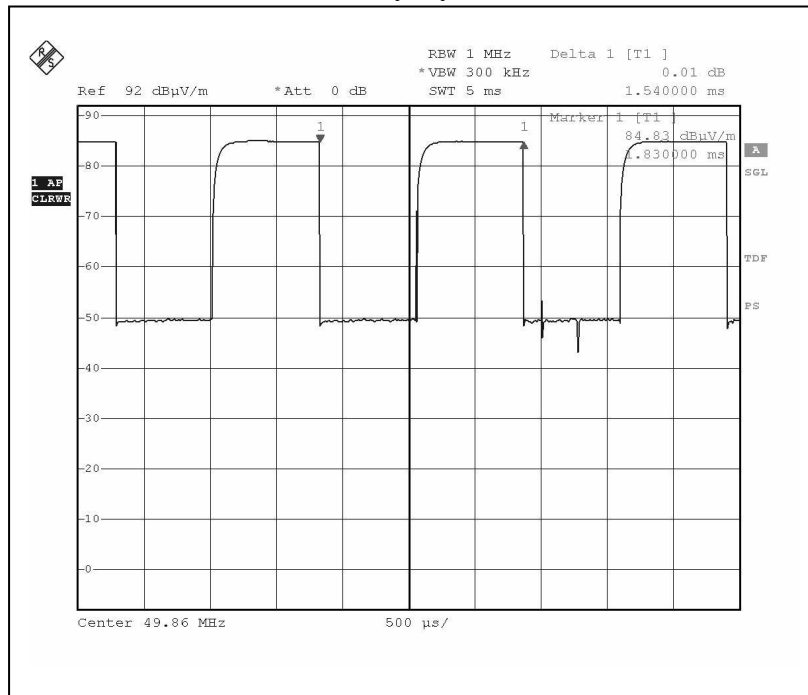 R S
RBW 1 MHz Delta 1 [T1 ]
*VBW 300 kHz 0.01 dB
Ref 92 dBµV/m *Att 0 dB SWT 5 ms 1.540000 ms
90
Marker 1 [T1 ]
1 1
84.83 dBµV/m
1.830000 ms
A
80
SGL
1 AP
CLRWR
70
60
TDF
PS
50
40
30
20
10
0
Center 49.86 MHz 500 µs/